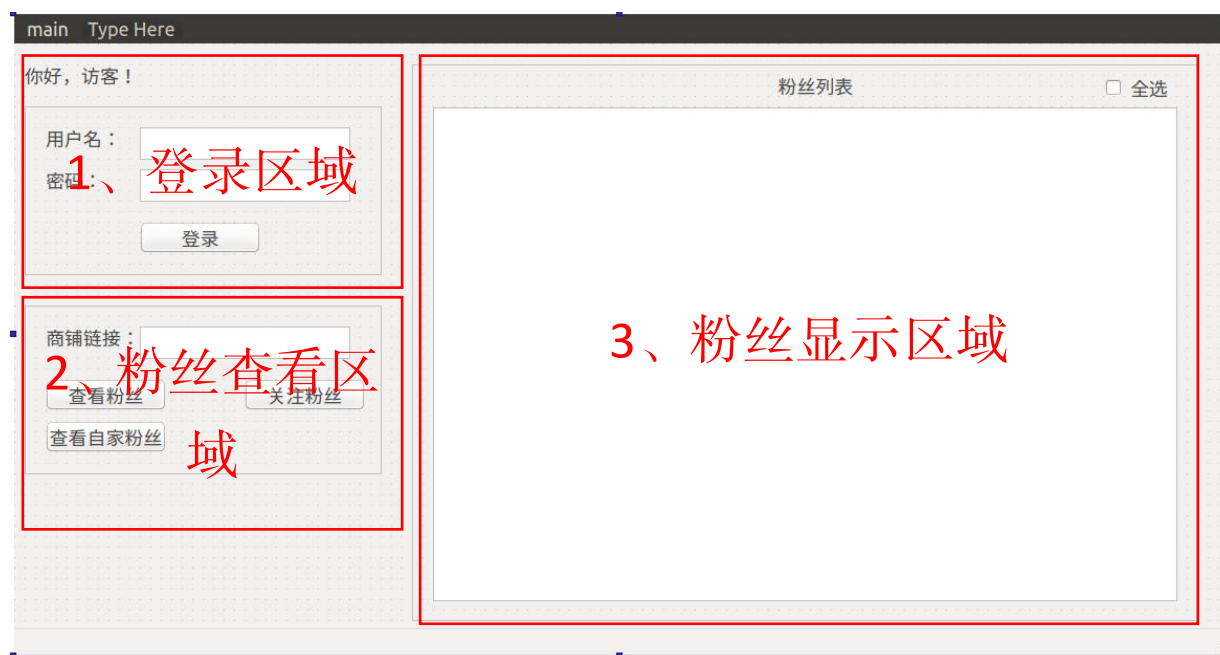 main Type Here
你好，访客！
用户名：
密码：
1、登录区域
登录
商铺链接：
2、粉丝查看区
域
查看粉丝
关注粉丝
查看自家粉丝
粉丝列表
全选
3、粉丝显示区域